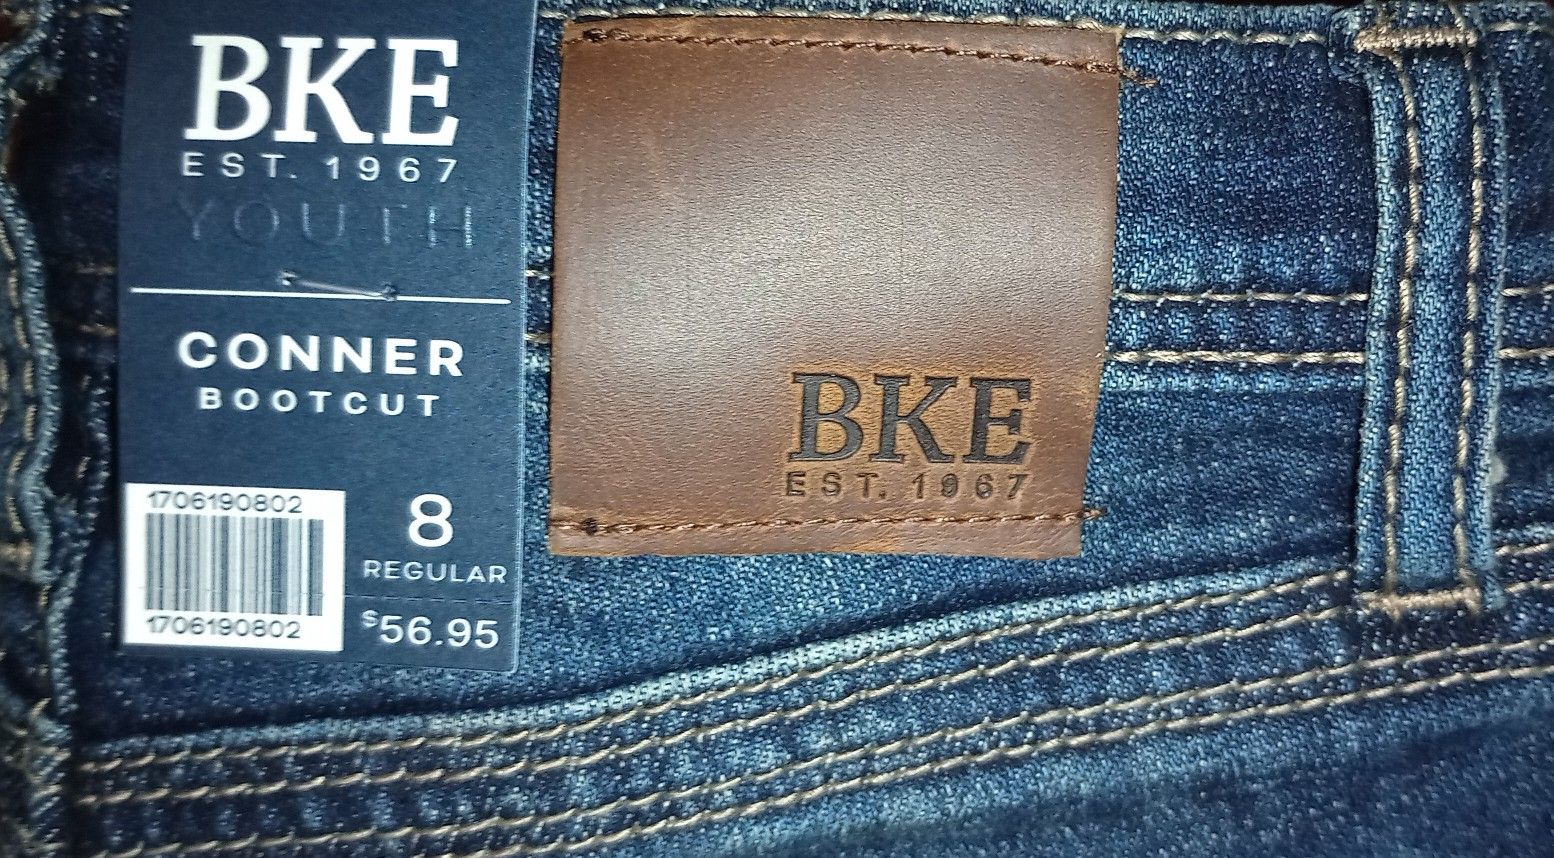 BKE
EST. 1967
YOUTH
CONNER
BOOTCUT
1706190802
1706190802
8
REGULAR
$56.95
BKE
EST. 1967